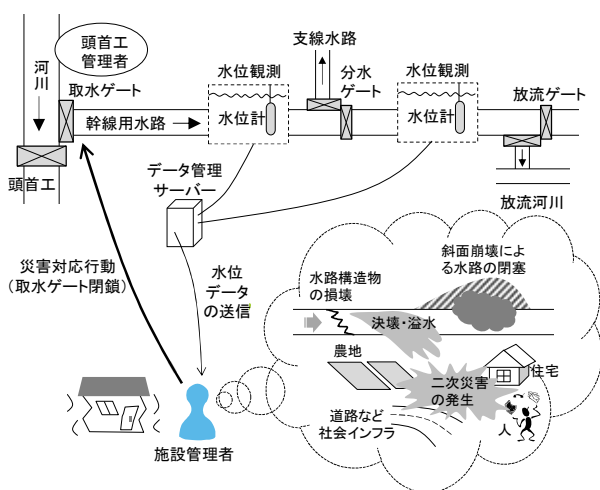 頭首工
管理者
河川
取水ゲート
幹線用水路
頭首工
水位観測
水位計
支線水路
分水
ゲート
水位観測
水位計
放流ゲート
放流河川
データ管理
サーバー
災害対応行動
（取水ゲート閉鎖）
水位
データ
の送信
施設管理者
水路構造物
の損壊
斜面崩壊によ
る水路の閉塞
決壊・溢水
農地
二次災害
の発生
住宅
道路など
社会インフラ
人